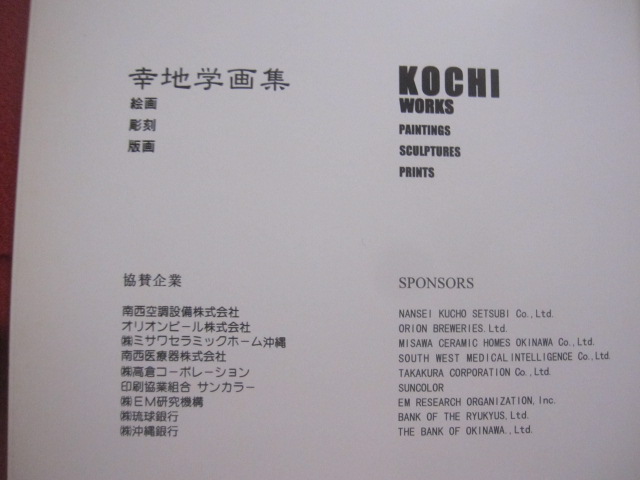 幸地学画集
絵画
彫刻
版画
KOCHI
WORKS
PAINTINGS
SCULPTURES
PRINTS
協賛企業
南西空調設備株式会社
オリオンビール株式会社
㈱ミサワセラミックホーム沖縄
南西医療器株式会社
㈱高倉コーポレーション
印刷協業組合 サンカラー
㈱EM研究機構
㈱琉球銀行
㈱沖縄銀行
SPONSORS
NANSEI KUCHO SETSUBI Co., Ltd.
ORION BREWERIES. Ltd.
MISAWA CERAMIC HOMES OKINAWA Co., Ltd.
SOUTH WEST MEDICAL INTELLIGENCE Co., Ltd.
TAKAKURA CORPORATION Co., Ltd.
SUNCOLOR
EM RESEARCH ORGANIZATION, Inc.
BANK OF THE RYUKYUS, Ltd.
THE BANK OF OKINAWA., Ltd.